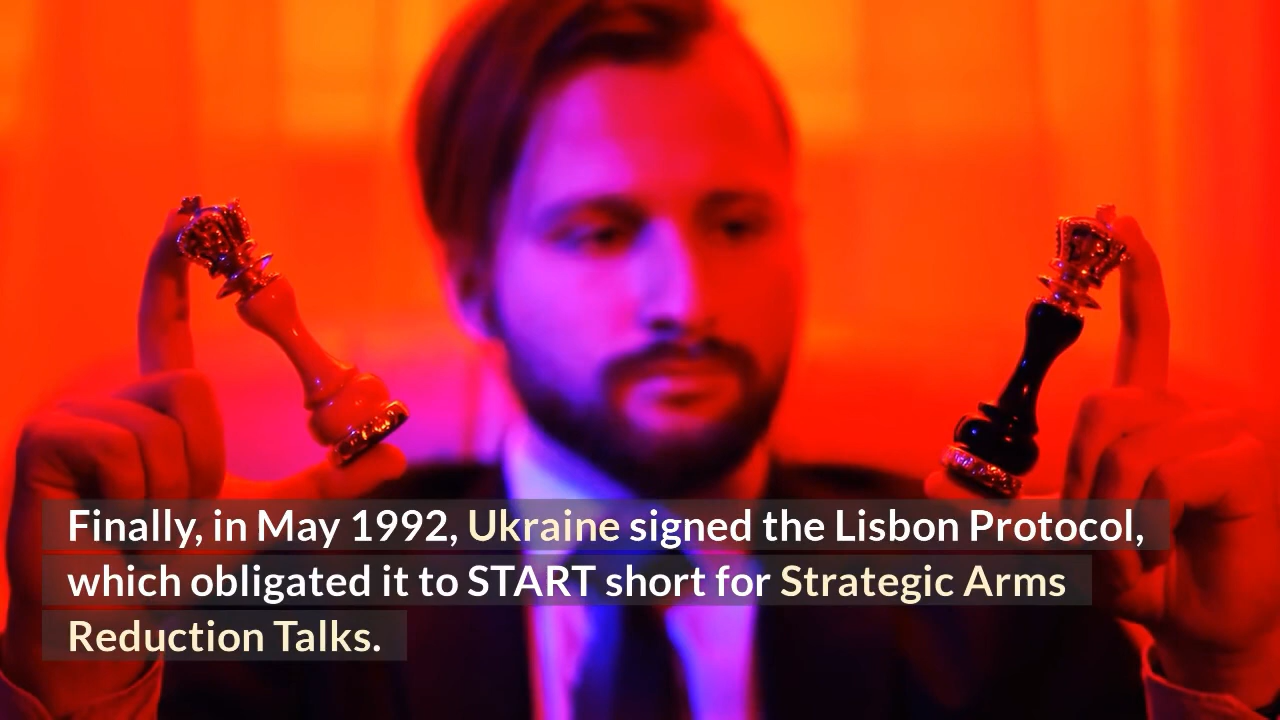 Finally, in May 1992, Ukraine signed the Lisbon Protocol,
which obligated it to START short for Strategic Arms
Reduction Talks.